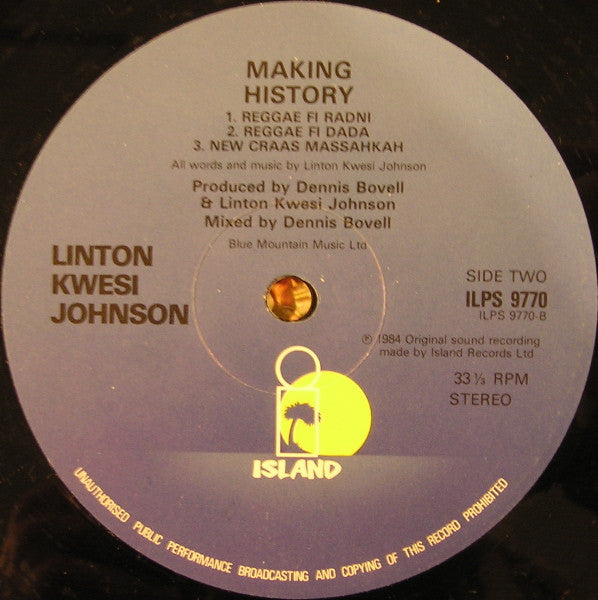 MAKING
HISTORY
1. REGGAE FI RADNI
2. REGGAE FI DADA
3. NEW CRAAS MASSAHKAH
All words and music by Linton Kwesi Johnson
Produced by Dennis Bovell
& Linton Kwesi Johnson
Mixed by Dennis Bovell
Blue Mountain Music Ltd
LINTON
KWESI
JOHNSON
SIDE TWO
ILPS 9770
ILPS 9770-B
℗ 1984 Original sound recording
made by Island Records Ltd
33⅓ RPM
STEREO
ISLAND
UNAUTHORISED PUBLIC PERFORMANCE BROADCASTING AND COPYING OF THIS RECORD PROHIBITED